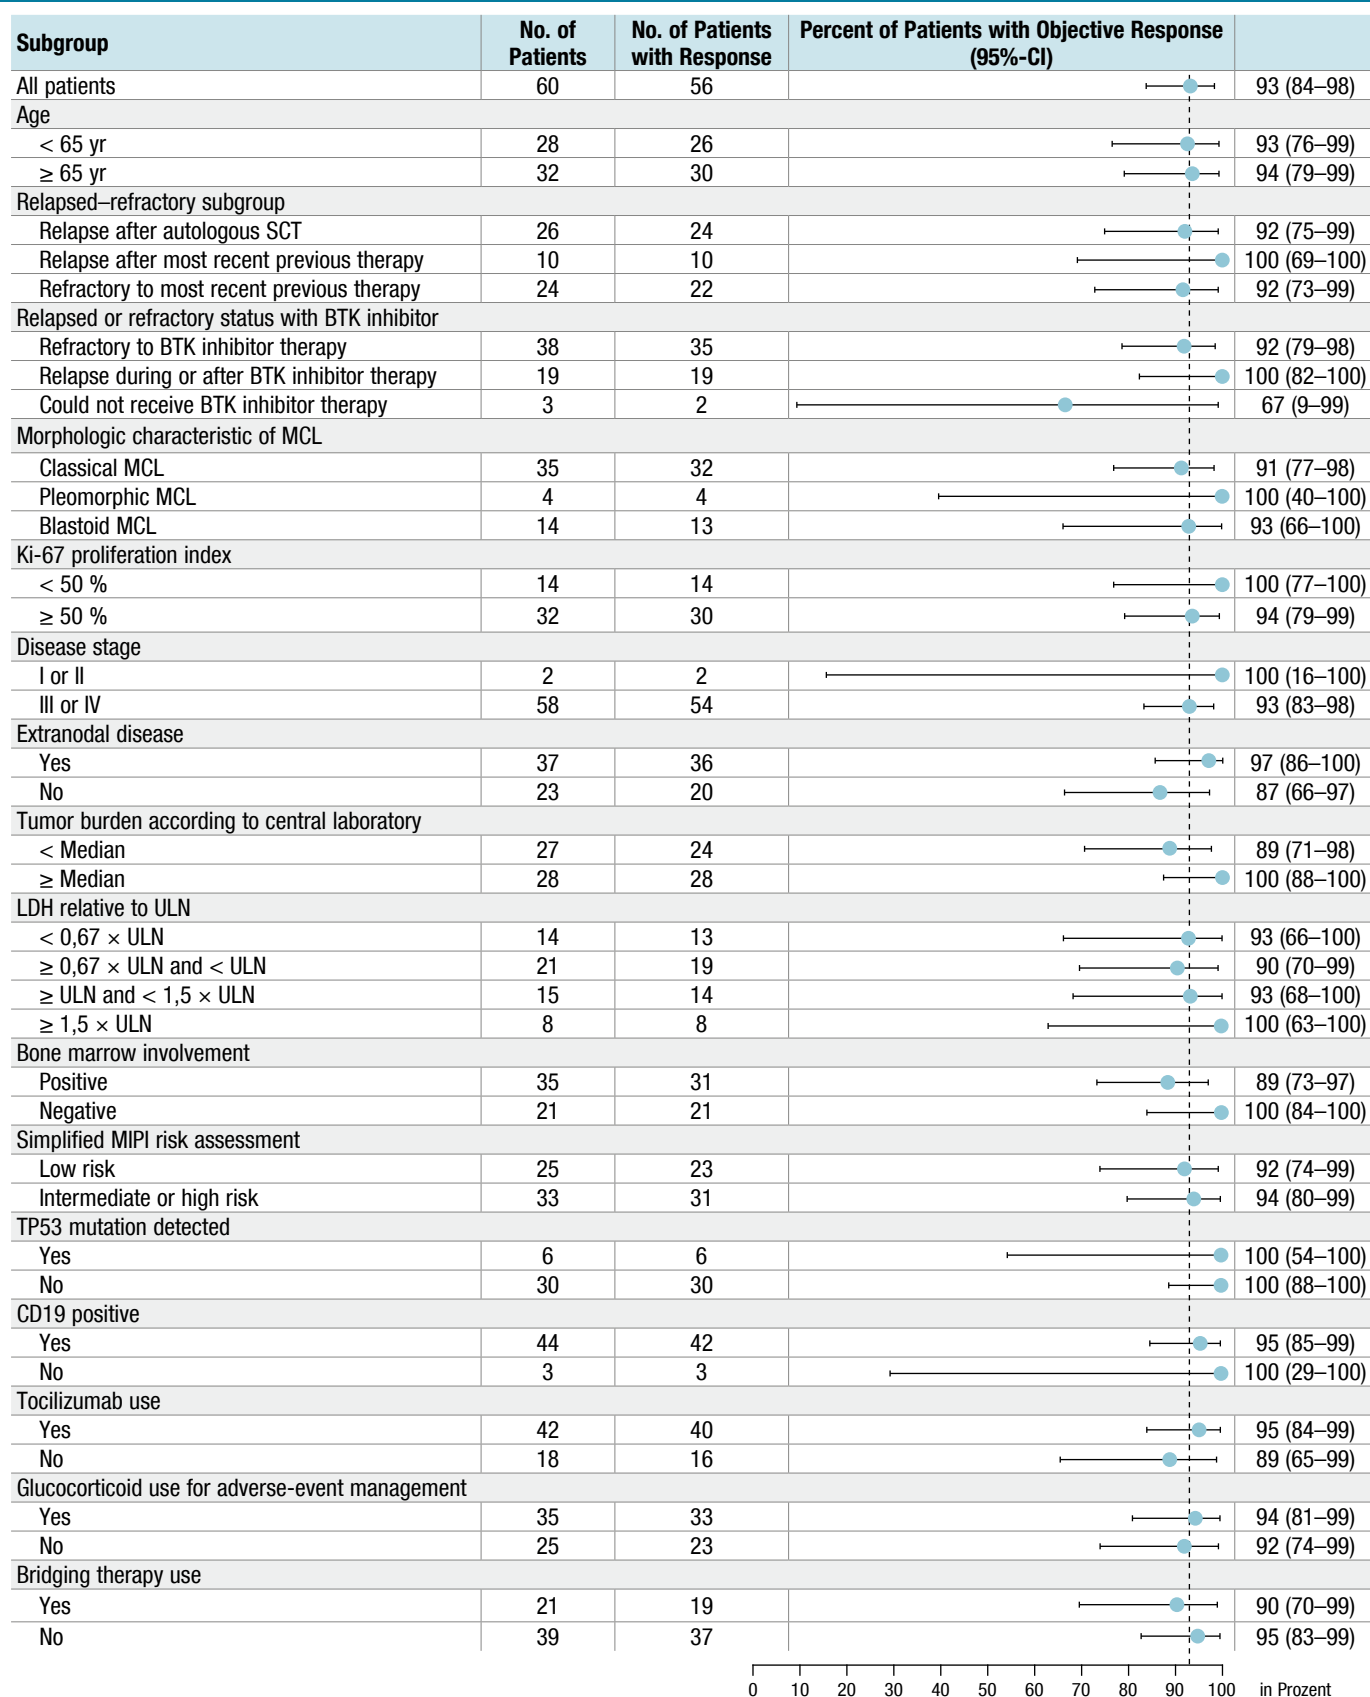 Subgroup No. of Patients No. of Patients with Response Percent of Patients with Objective Response (95%-CI)
All patients 60 56 93 (84–98)
Age
< 65 yr 28 26 93 (76–99)
≥ 65 yr 32 30 94 (79–99)
Relapsed–refractory subgroup
Relapse after autologous SCT 26 24 92 (75–99)
Relapse after most recent previous therapy 10 10 100 (69–100)
Refractory to most recent previous therapy 24 22 92 (73–99)
Relapsed or refractory status with BTK inhibitor
Refractory to BTK inhibitor therapy 38 35 92 (79–98)
Relapse during or after BTK inhibitor therapy 19 19 100 (82–100)
Could not receive BTK inhibitor therapy 3 2 67 (9–99)
Morphologic characteristic of MCL
Classical MCL 35 32 91 (77–98)
Pleomorphic MCL 4 4 100 (40–100)
Blastoid MCL 14 13 93 (66–100)
Ki-67 proliferation index
< 50 % 14 14 100 (77–100)
≥ 50 % 32 30 94 (79–99)
Disease stage
I or II 2 2 100 (16–100)
III or IV 58 54 93 (83–98)
Extranodal disease
Yes 37 36 97 (86–100)
No 23 20 87 (66–97)
Tumor burden according to central laboratory
< Median 27 24 89 (71–98)
≥ Median 28 28 100 (88–100)
LDH relative to ULN
< 0,67 × ULN 14 13 93 (66–100)
≥ 0,67 × ULN and < ULN 21 19 90 (70–99)
≥ ULN and < 1,5 × ULN 15 14 93 (68–100)
≥ 1,5 × ULN 8 8 100 (63–100)
Bone marrow involvement
Positive 35 31 89 (73–97)
Negative 21 21 100 (84–100)
Simplified MIPI risk assessment
Low risk 25 23 92 (74–99)
Intermediate or high risk 33 31 94 (80–99)
TP53 mutation detected
Yes 6 6 100 (54–100)
No 30 30 100 (88–100)
CD19 positive
Yes 44 42 95 (85–99)
No 3 3 100 (29–100)
Tocilizumab use
Yes 42 40 95 (84–99)
No 18 16 89 (65–99)
Glucocorticoid use for adverse-event management
Yes 35 33 94 (81–99)
No 25 23 92 (74–99)
Bridging therapy use
Yes 21 19 90 (70–99)
No 39 37 95 (83–99)
0 10 20 30 40 50 60 70 80 90 100 in Prozent